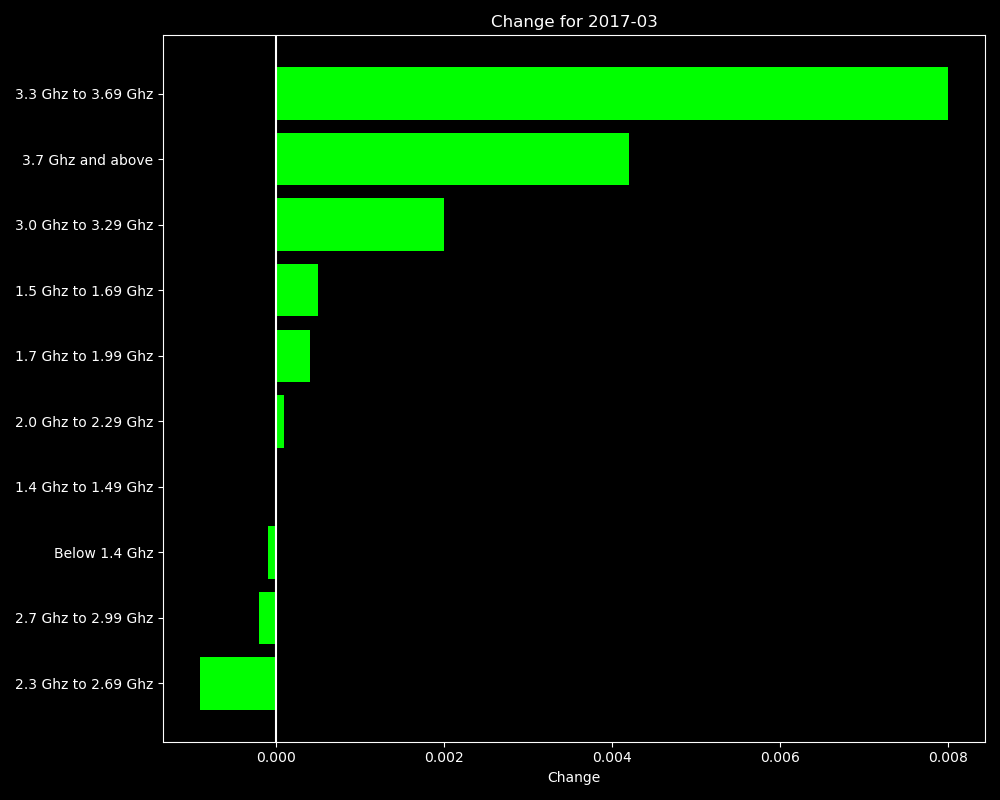 Change for 2017-03
3.3 Ghz to 3.69 Ghz
3.7 Ghz and above
3.0 Ghz to 3.29 Ghz
1.5 Ghz to 1.69 Ghz
1.7 Ghz to 1.99 Ghz
2.0 Ghz to 2.29 Ghz
1.4 Ghz to 1.49 Ghz
Below 1.4 Ghz
2.7 Ghz to 2.99 Ghz
2.3 Ghz to 2.69 Ghz
0.000 0.002 0.004 0.006 0.008
Change